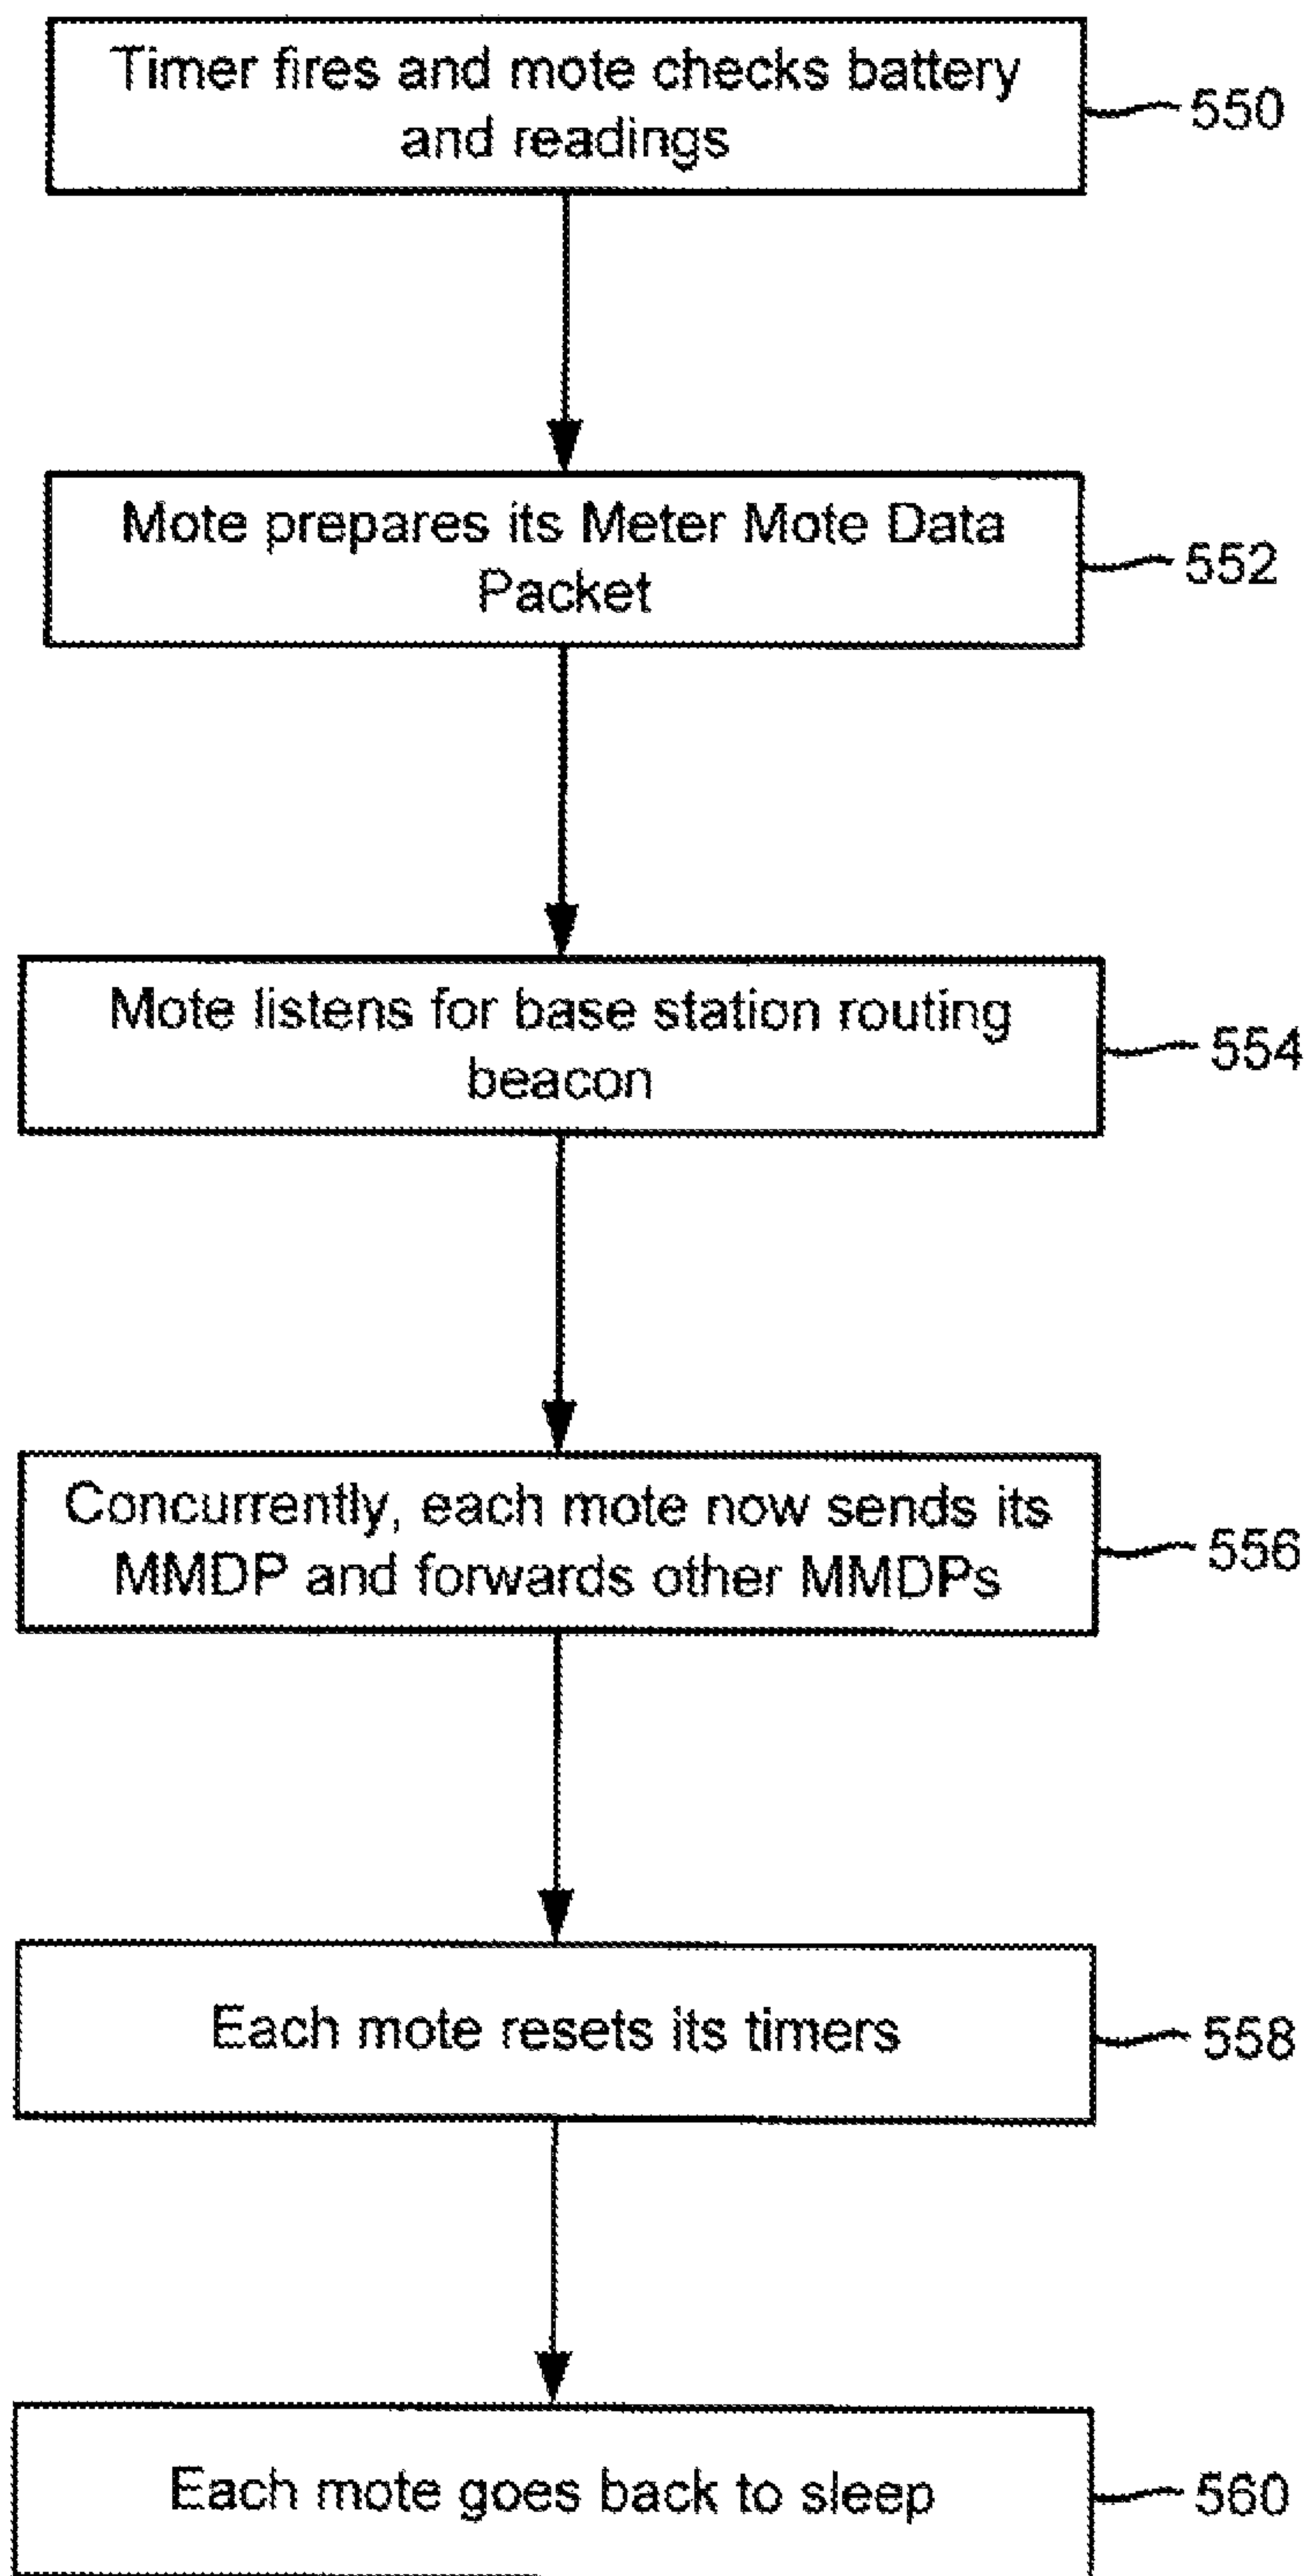 Timer fires and mote checks battery
and readings
550
Mote prepares its Meter Mote Data
Packet
552
Mote listens for base station routing
beacon
554
Concurrently, each mote now sends its
MMDP and forwards other MMDPs
556
Each mote resets its timers
558
Each mote goes back to sleep
560